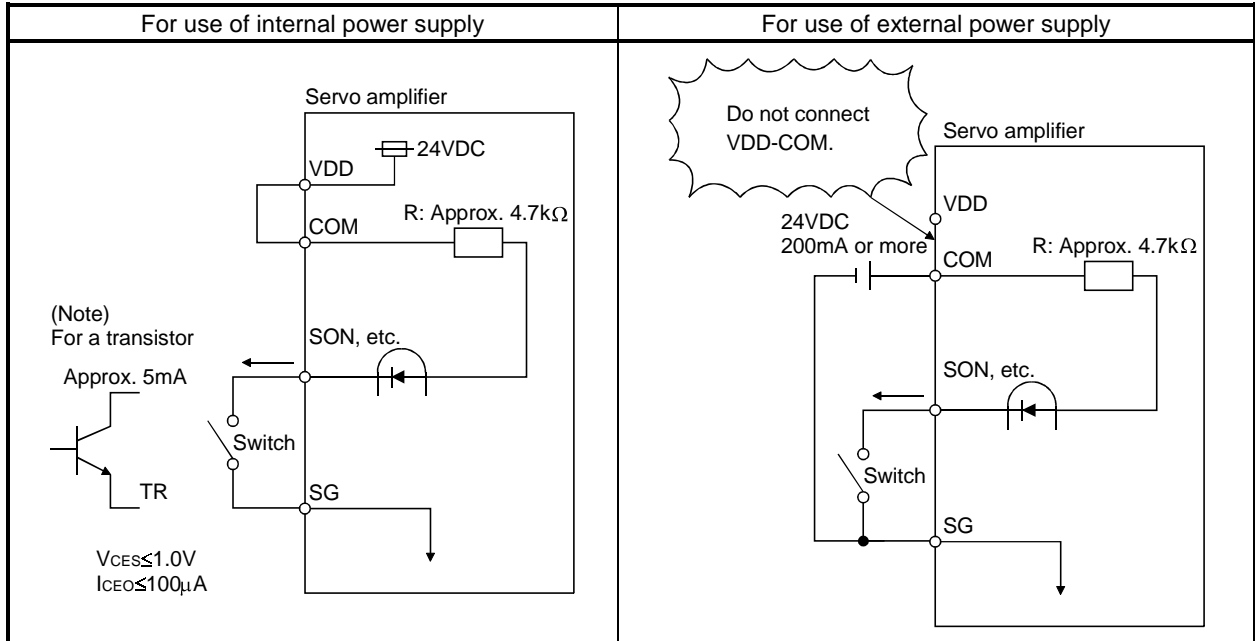 For use of internal power supply
For use of external power supply
Servo amplifier
24VDC
VDD
COM
R: Approx. 4.7kΩ
(Note)
For a transistor
Approx. 5mA
SON, etc.
Switch
TR
SG
VCES≤1.0V
ICEO≤100μA
Do not connect
VDD-COM.
Servo amplifier
VDD
24VDC
200mA or more
COM
R: Approx. 4.7kΩ
SON, etc.
Switch
SG